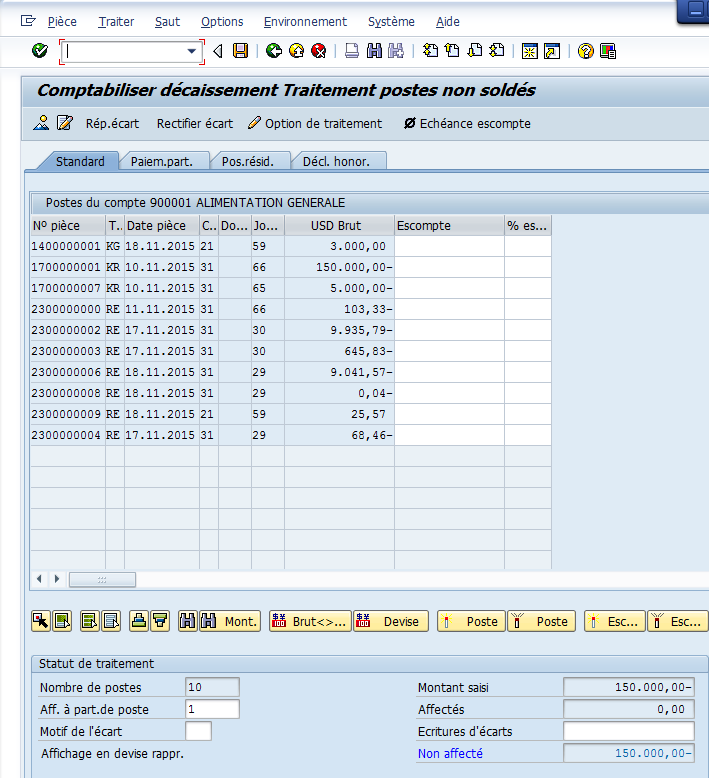 Pièce Traiter Saut Options Environnement Système Aide
Comptabiliser décaissement Traitement postes non soldés
Rép.écart Rectifier écart Option de traitement Echéance escompte
Standard Paiem.part. Pos.résid. Décl. honor.
Postes du compte 900001 ALIMENTATION GENERALE
Nº pièce T.. Date pièce C.. Do... Jo... USD Brut Escompte % es...
1400000001 KG 18.11.2015 21 59 3.000,00
1700000001 KR 10.11.2015 31 66 150.000,00-
1700000007 KR 10.11.2015 31 65 5.000,00-
2300000000 RE 11.11.2015 31 66 103,33-
2300000002 RE 17.11.2015 31 30 9.935,79-
2300000003 RE 17.11.2015 31 30 645,83-
2300000006 RE 18.11.2015 31 29 9.041,57-
2300000008 RE 18.11.2015 31 29 0,04-
2300000009 RE 18.11.2015 21 59 25,57
2300000004 RE 17.11.2015 31 29 68,46-
Mont. Brut<>... Devise Poste Poste Esc... Esc...
Statut de traitement
Nombre de postes 10 Montant saisi 150.000,00-
Aff. à part.de poste 1 Affectés 0,00
Motif de l'écart Ecritures d'écarts
Affichage en devise rappr. Non affecté 150.000,00-